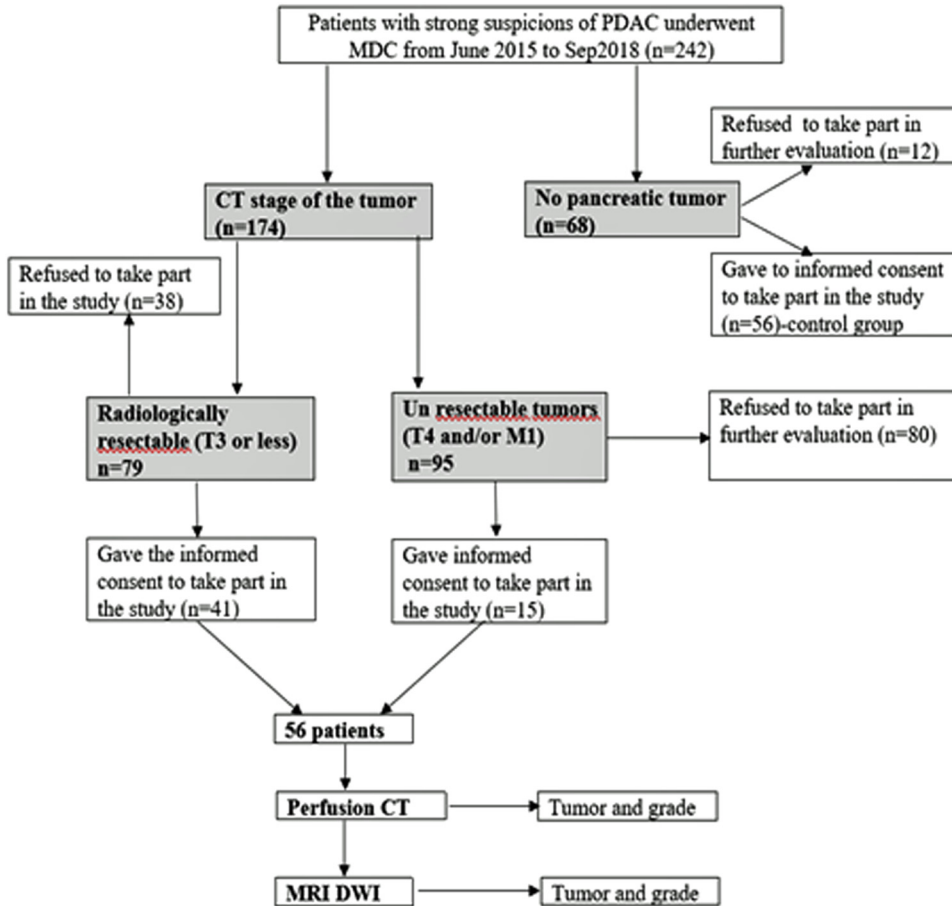 Patients with strong suspicions of PDAC underwent
MDC from June 2015 to Sep2018 (n=242)
Refused to take part in
further evaluation (n=12)
CT stage of the tumor
(n=174)
No pancreatic tumor
(n=68)
Refused to take part
in the study (n=38)
Gave to informed consent
to take part in the study
(n=56)-control group
Radiologically
resectable (T3 or less)
n=79
Un resectable tumors
(T4 and/or M1)
n=95
Refused to take part in
further evaluation (n=80)
Gave the informed
consent to take part in
the study (n=41)
Gave informed
consent to take part in
the study (n=15)
56 patients
Perfusion CT
Tumor and grade
MRI DWI
Tumor and grade